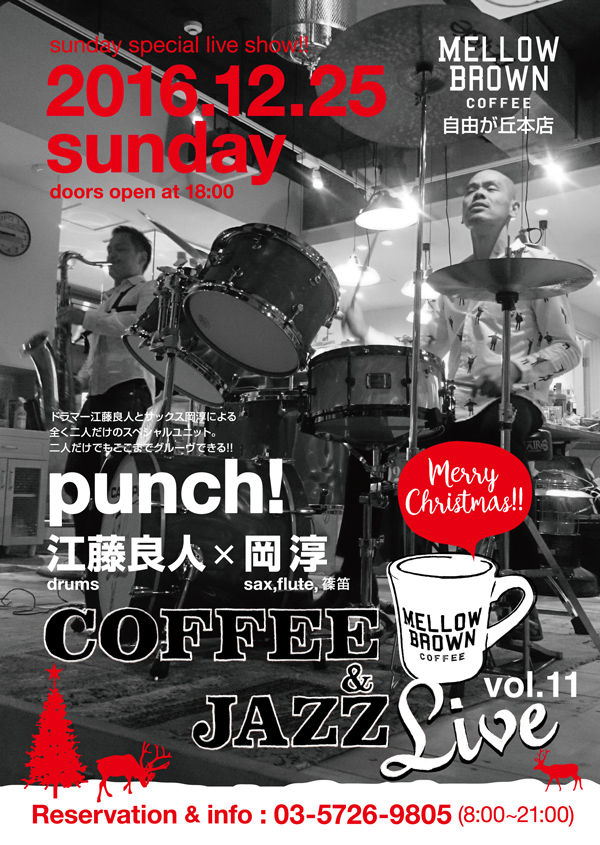 sunday special live show!!
2016.12.25
sunday
doors open at 18:00
MELLOW
BROWN
COFFEE
自由が丘本店
ドラマー江藤良人とサックス岡淳による
全く二人だけのスペシャルユニット。
二人だけでもここまでグルーヴできる!!
punch!
江藤良人×岡淳
drums
sax,flute,篠笛
Merry
Christmas!!
MELLOW
BROWN
COFFEE
COFFEE
&
JAZZ
vol.11
Live
Reservation & info : 03-5726-9805 (8:00~21:00)